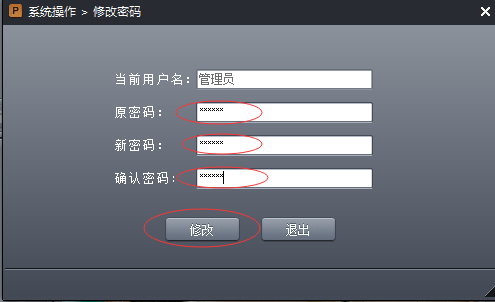 P 系统操作 > 修改密码
当前用户名：管理员
原密码：******
新密码：******
确认密码：******
修改 退出